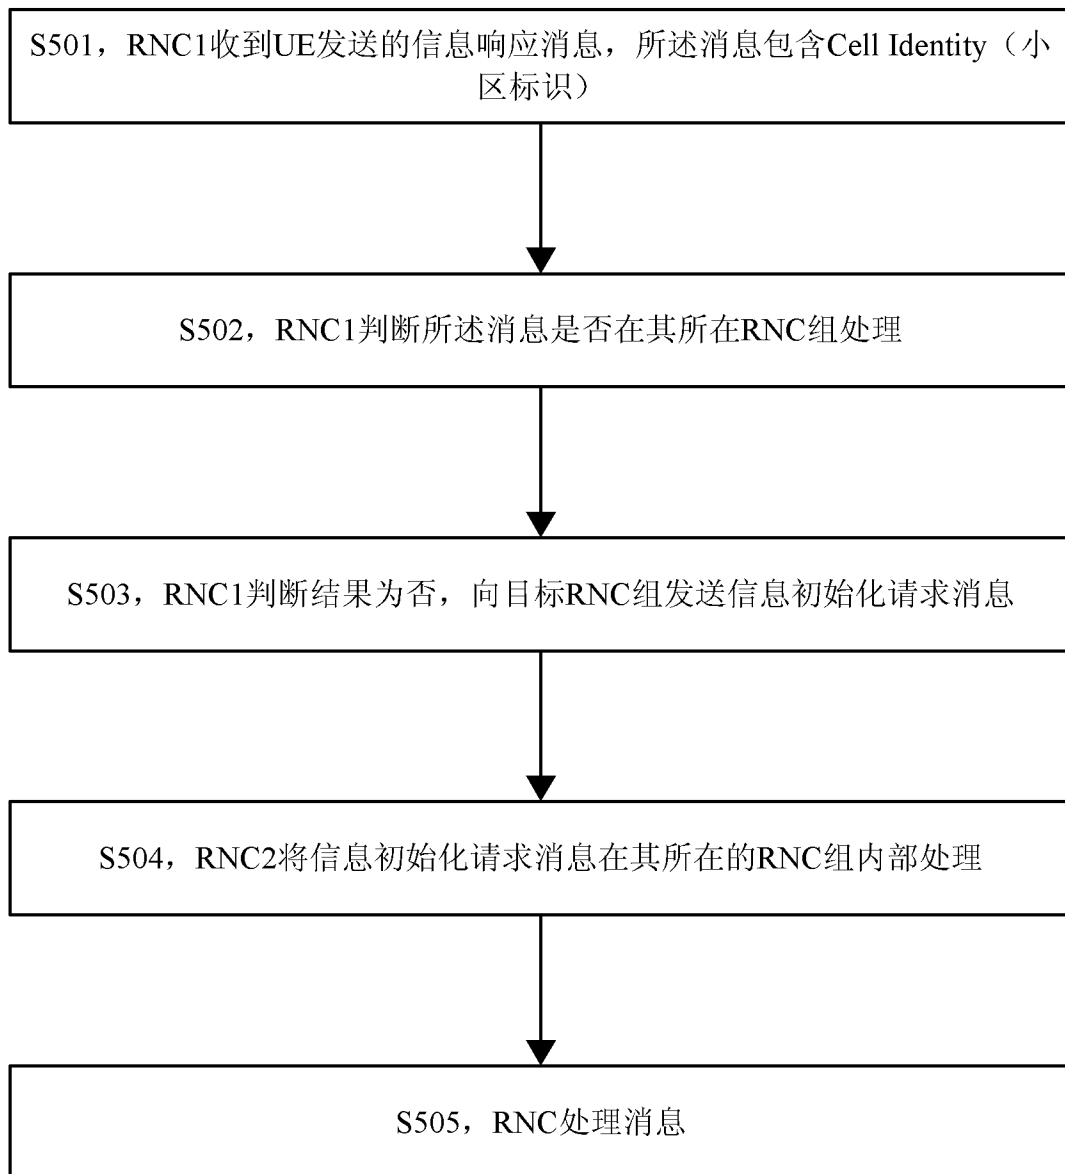 S501，RNC1收到UE发送的信息响应消息，所述消息包含Cell Identity（小
区标识）
S502，RNC1判断所述消息是否在其所在RNC组处理
S503，RNC1判断结果为否，向目标RNC组发送信息初始化请求消息
S504，RNC2将信息初始化请求消息在其所在的RNC组内部处理
S505，RNC处理消息